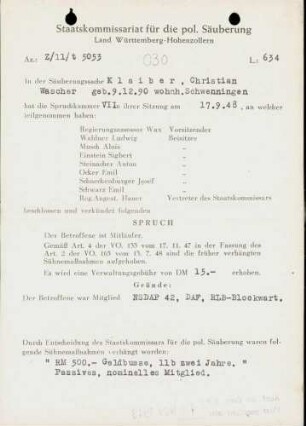 Staatskommissariat für die pol. Säuberung
Land Württemberg-Hohenzollern
Az.: Z/11/t 5053
030
L: 634
In der Säuberungssache K l a i b e r , Christian
Wascher geb.9.12.90 wohnh.Schwenningen
hat die Spruchkammer VII in ihrer Sitzung am 17.9.48, an welcher
teilgenommen haben:
Regierungsassessor Wax Vorsitzender
Waldner Ludwig Beisitzer
Mauch Alois
Einstein Sigbert
Steinacher Anton
Ocker Emil
Schnekenburger Josef
Schwarz Emil
Reg.Angest. Hauer Vertreter des Staatskommissars
beschlossen und verkündet folgenden
SPRUCH
Der Betroffene ist Mitläufer.
Gemäß Art. 4 der VO. 133 vom 17. 11. 47 in der Fassung des
Art. 2 der VO. 165 vom 13. 7. 48 sind die früher verhängten
Sühnemaßnahmen aufgehoben.
Es wird eine Verwaltungsgebühr von DM 15.- erhoben.
Gründe:
Der Betroffene war Mitglied NSDAP 42, DAF, RLB-Blockwart.
Durch Entscheidung des Staatskommissars für die pol. Säuberung waren fol-
gende Sühnemaßnahmen verhängt worden:
" RM 500.- Geldbusse, 11b zwei Jahre. "
Passives, nominelles Mitglied.